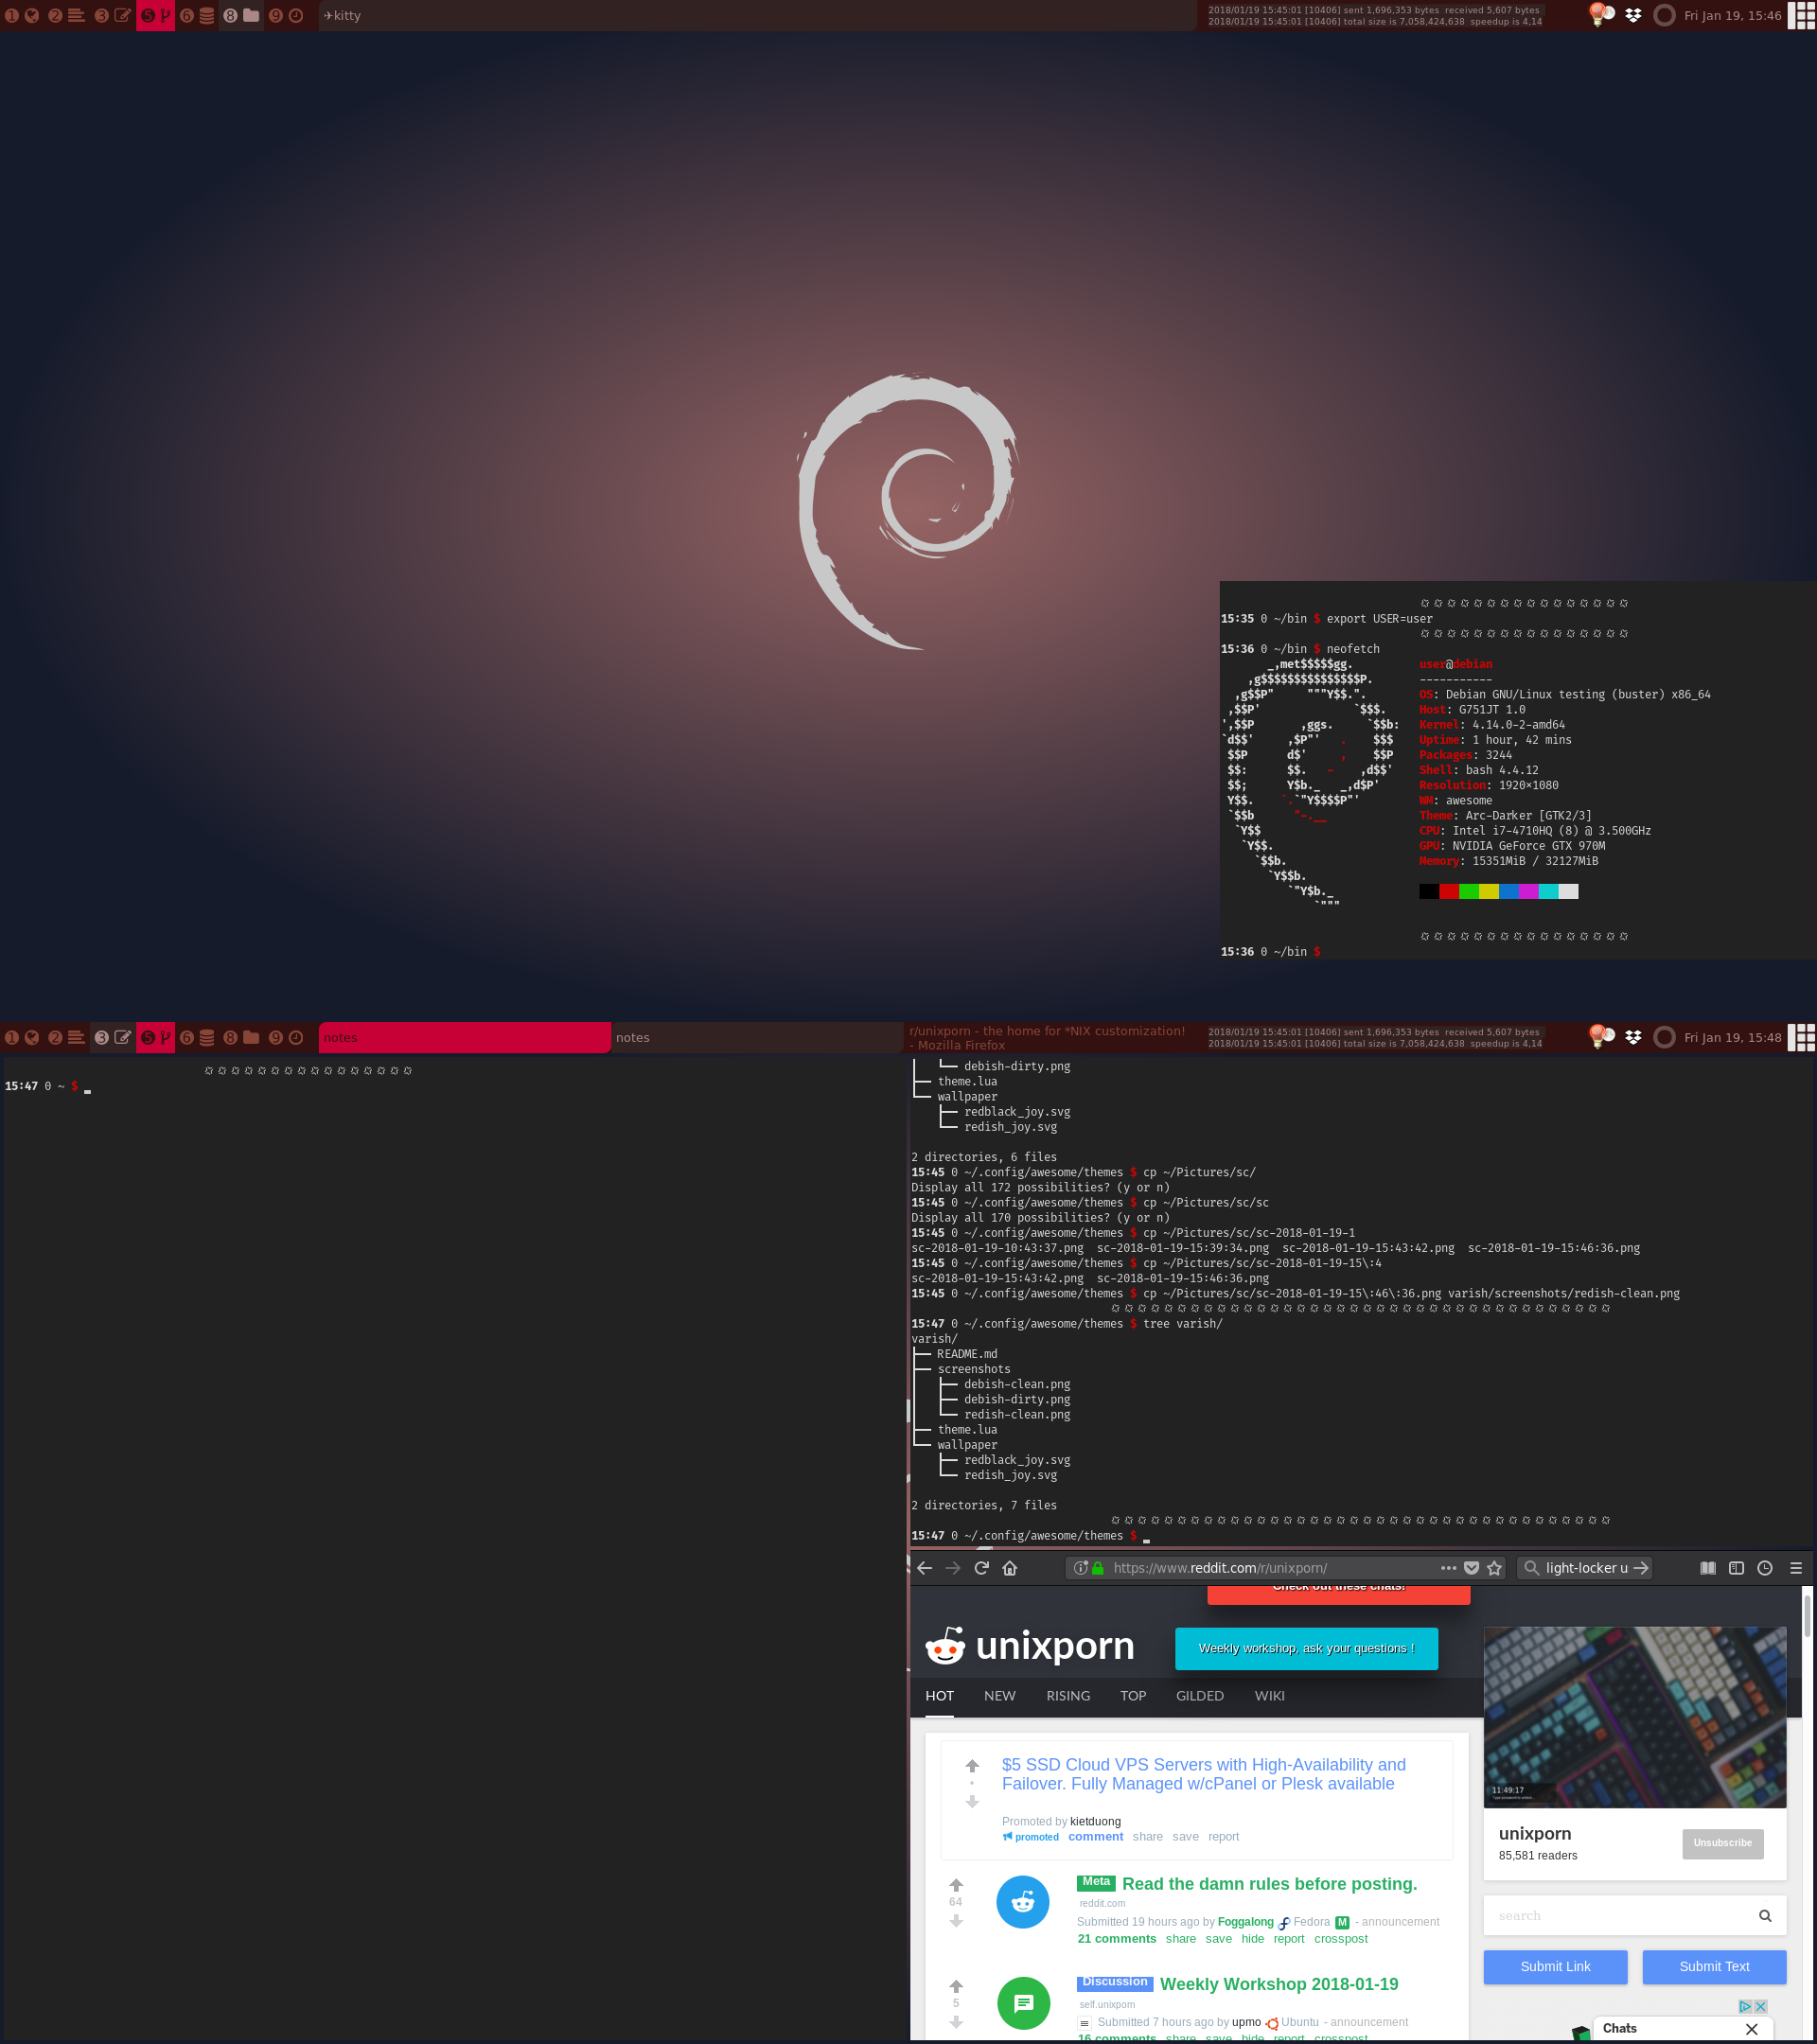 1 2 3 5 6 8 9
✈kitty
2018/01/19 15:45:01 [10406] sent 1,696,353 bytes  received 5,607 bytes
2018/01/19 15:45:01 [10406] total size is 7,058,424,638  speedup is 4,14
Fri Jan 19, 15:46
15:35 0 ~/bin $ export USER=user
15:36 0 ~/bin $ neofetch
_,met$$$$$gg.
,g$$$$$$$$$$$$$$$P.
,g$$P"     """Y$$.".
,$$P'              `$$$.
',$$P       ,ggs.     `$$b:
`d$$'     ,$P"'   .    $$$
$$P      d$'     ,    $$P
$$:      $$.   -    ,d$$'
$$;      Y$b._   _,d$P'
Y$$.    `.`"Y$$$$P"'
`$$b      "-.__
`Y$$
`Y$$.
`$$b.
`Y$$b.
`"Y$b._
`"""
user@debian
-----------
OS: Debian GNU/Linux testing (buster) x86_64
Host: G751JT 1.0
Kernel: 4.14.0-2-amd64
Uptime: 1 hour, 42 mins
Packages: 3244
Shell: bash 4.4.12
Resolution: 1920×1080
WM: awesome
Theme: Arc-Darker [GTK2/3]
CPU: Intel i7-4710HQ (8) @ 3.500GHz
GPU: NVIDIA GeForce GTX 970M
Memory: 15351MiB / 32127MiB
15:36 0 ~/bin $
1 2 3 5 6 8 9
notes
notes
r/unixporn - the home for *NIX customization!
- Mozilla Firefox
2018/01/19 15:45:01 [10406] sent 1,696,353 bytes  received 5,607 bytes
2018/01/19 15:45:01 [10406] total size is 7,058,424,638  speedup is 4,14
Fri Jan 19, 15:48
15:47 0 ~ $
│   └── debish-dirty.png
├── theme.lua
└── wallpaper
    ├── redblack_joy.svg
    └── redish_joy.svg
2 directories, 6 files
15:45 0 ~/.config/awesome/themes $ cp ~/Pictures/sc/
Display all 172 possibilities? (y or n)
15:45 0 ~/.config/awesome/themes $ cp ~/Pictures/sc/sc
Display all 170 possibilities? (y or n)
15:45 0 ~/.config/awesome/themes $ cp ~/Pictures/sc/sc-2018-01-19-1
sc-2018-01-19-10:43:37.png  sc-2018-01-19-15:39:34.png  sc-2018-01-19-15:43:42.png  sc-2018-01-19-15:46:36.png
15:45 0 ~/.config/awesome/themes $ cp ~/Pictures/sc/sc-2018-01-19-15\:4
sc-2018-01-19-15:43:42.png  sc-2018-01-19-15:46:36.png
15:45 0 ~/.config/awesome/themes $ cp ~/Pictures/sc/sc-2018-01-19-15\:46\:36.png varish/screenshots/redish-clean.png
15:47 0 ~/.config/awesome/themes $ tree varish/
varish/
├── README.md
├── screenshots
│   ├── debish-clean.png
│   ├── debish-dirty.png
│   └── redish-clean.png
├── theme.lua
└── wallpaper
    ├── redblack_joy.svg
    └── redish_joy.svg
2 directories, 7 files
15:47 0 ~/.config/awesome/themes $
https://www.reddit.com/r/unixporn/
light-locker u
Check out these chats!
unixporn
Weekly workshop, ask your questions !
HOT NEW RISING TOP GILDED WIKI
$5 SSD Cloud VPS Servers with High-Availability and
Failover. Fully Managed w/cPanel or Plesk available
Promoted by kietduong
promoted comment share save report
64
Meta Read the damn rules before posting.
reddit.com
Submitted 19 hours ago by Foggalong Fedora M - announcement
21 comments share save hide report crosspost
5
Discussion Weekly Workshop 2018-01-19
self.unixporn
Submitted 7 hours ago by upmo Ubuntu - announcement
16 comments share save hide report crosspost
11:49:17
unixporn
85,581 readers
Unsubscribe
search
Submit Link
Submit Text
Chats